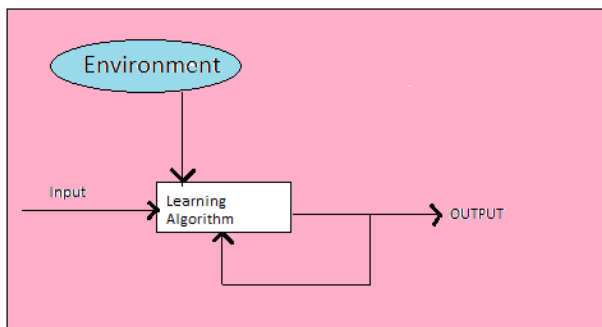 Environment
Input
Learning
Algorithm
OUTPUT